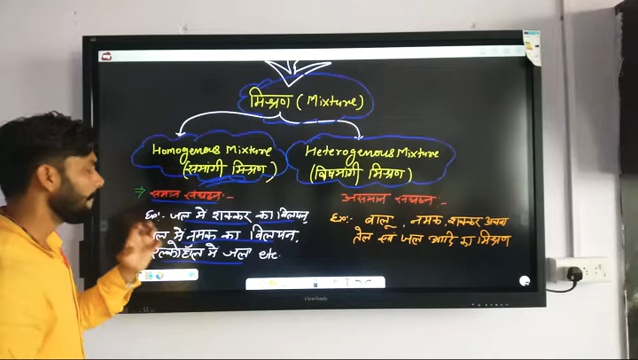 मिश्रण (Mixture)
Homogenous Mixture
(समांगी मिश्रण)
Heterogenous Mixture
(विषमांगी मिश्रण)
समान संघटन :-
Ex:- जल में शक्कर का विलयन,
जल में नमक का विलयन,
एल्कोहॉल में जल etc.
असमान संघटन :-
Ex:- बालू, नमक, शक्कर अथवा
तेल एवं जल आदि का मिश्रण
ViewSonic